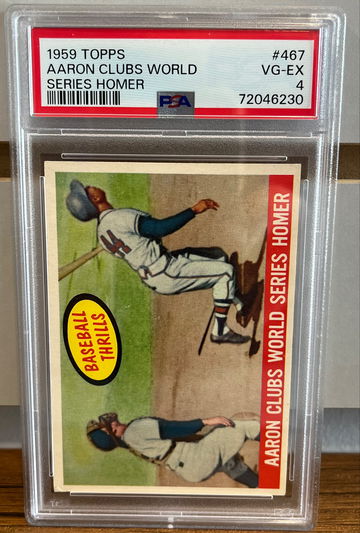 1959 TOPPS #467
AARON CLUBS WORLD VG-EX
SERIES HOMER 4
PSA 72046230
BASEBALL
THRILLS
AARON CLUBS WORLD SERIES HOMER